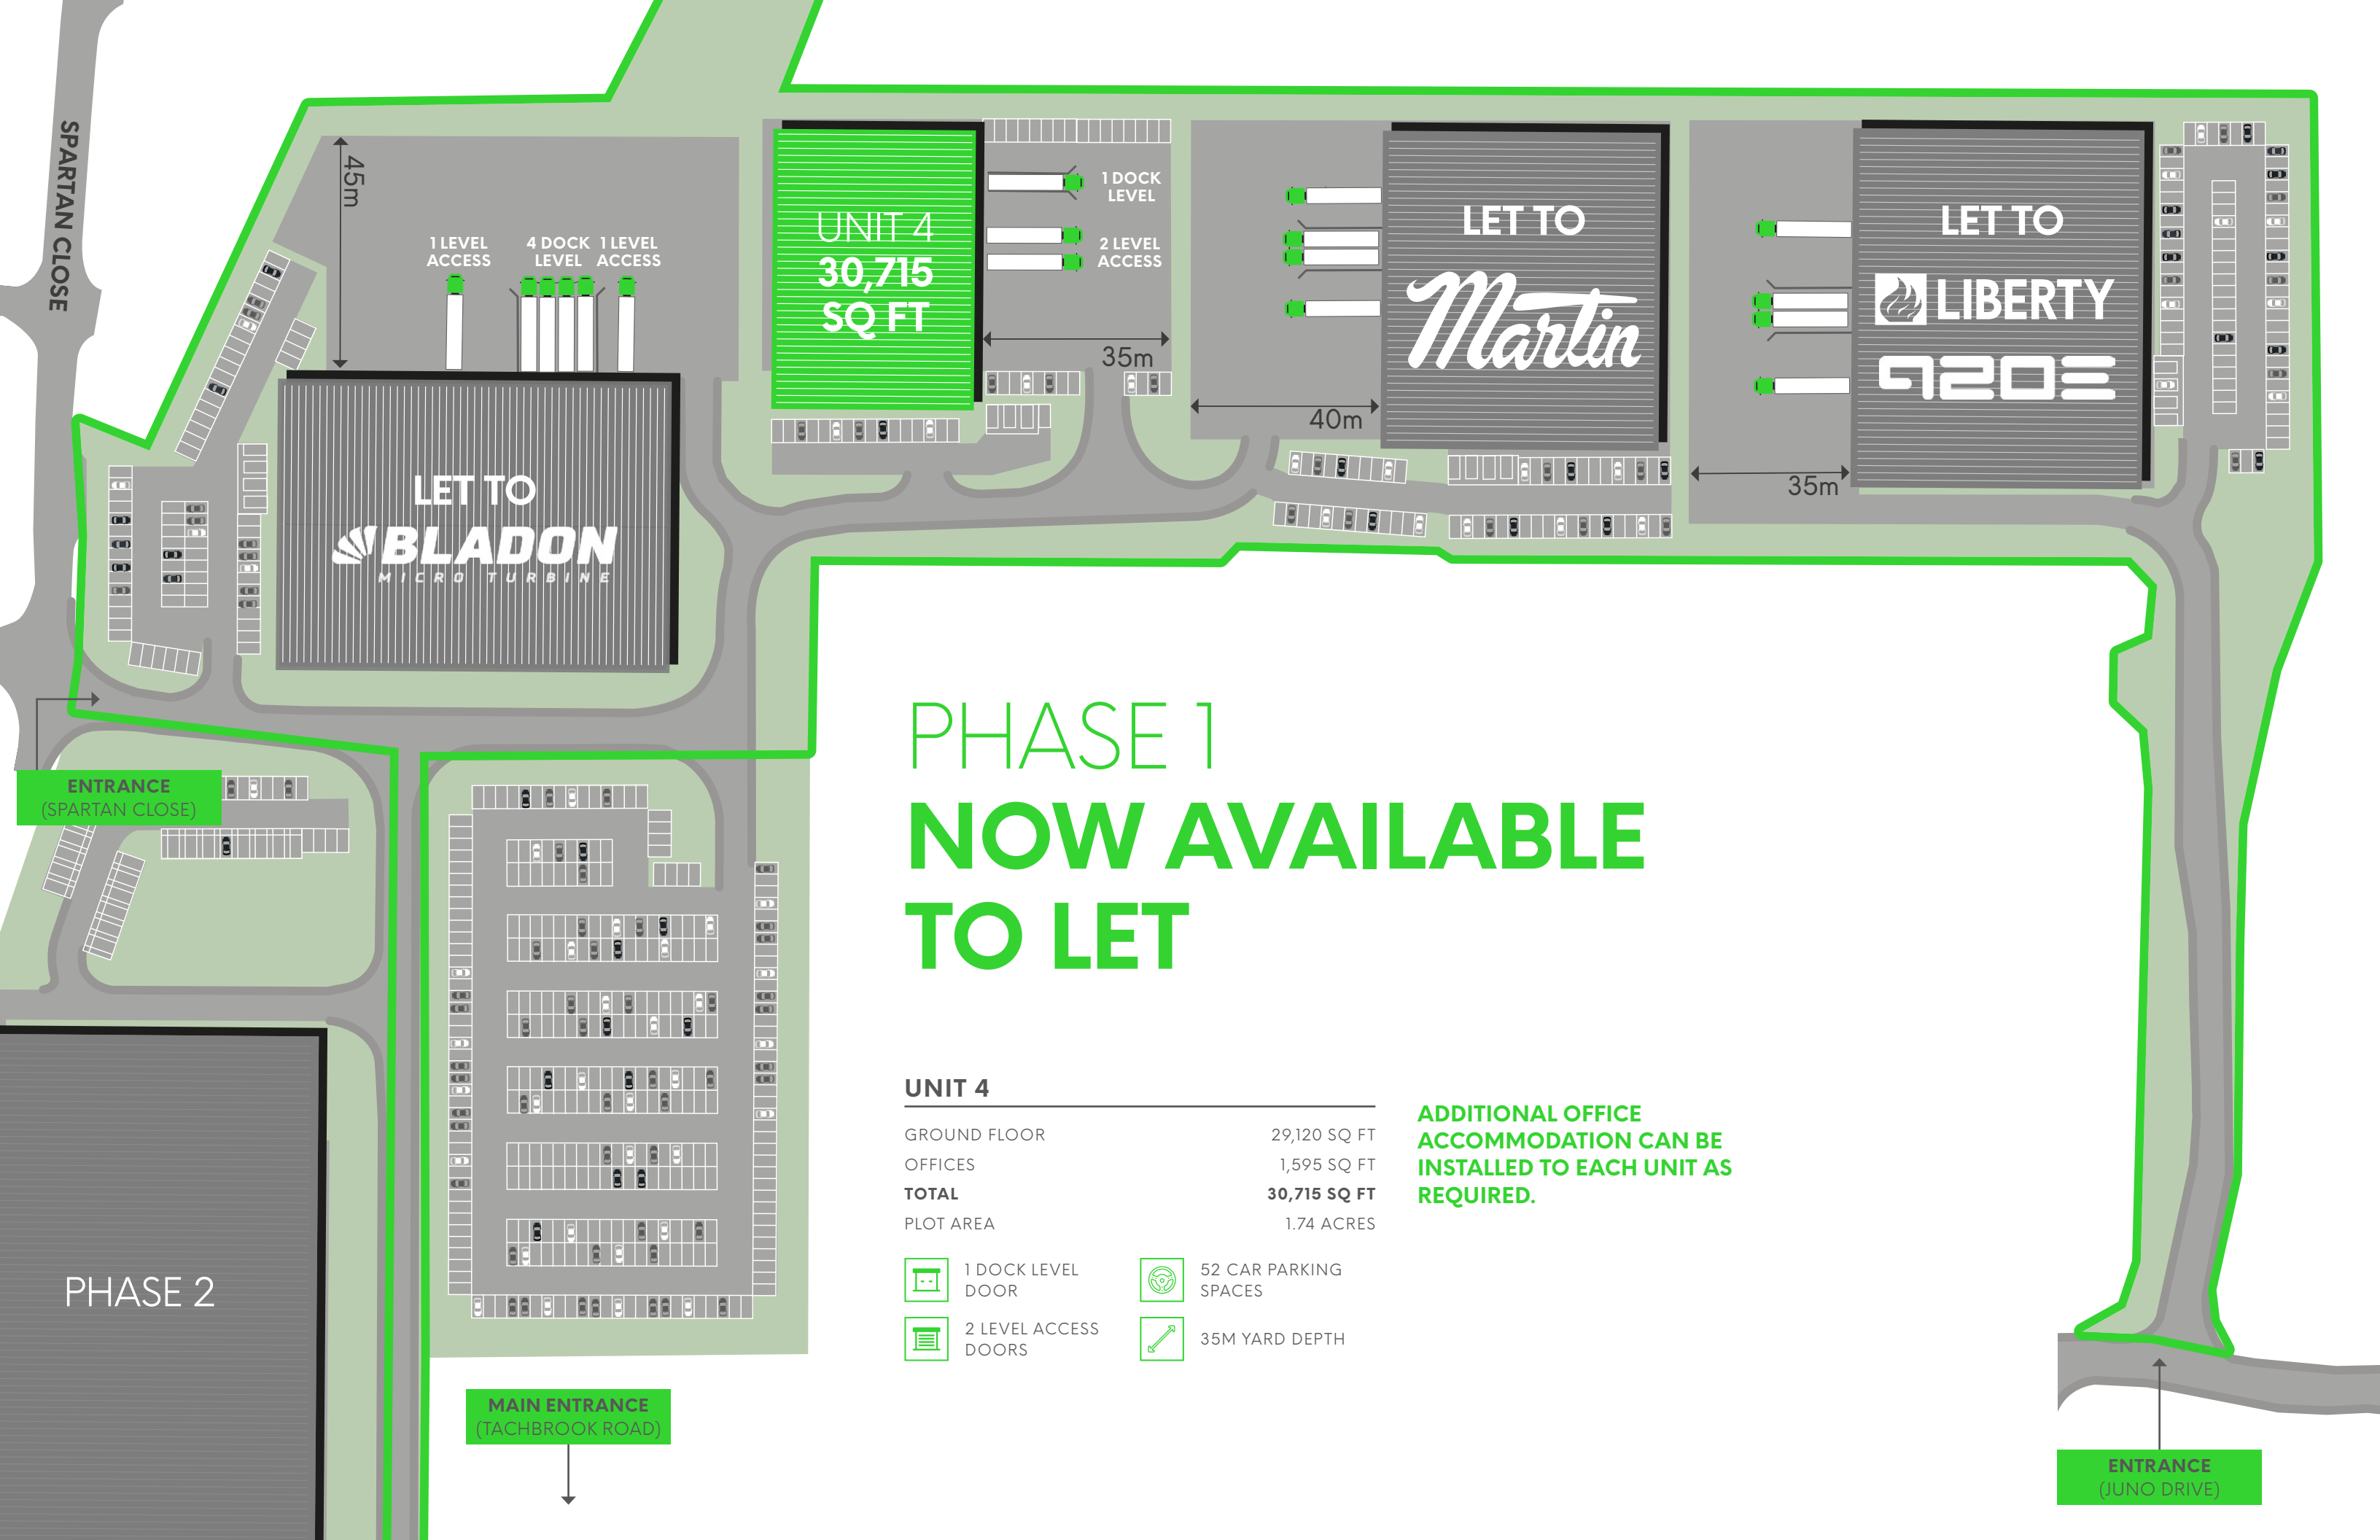 SPARTAN CLOSE
45m
1 LEVEL
ACCESS
4 DOCK
LEVEL
1 LEVEL
ACCESS
UNIT 4
30,715
SQ FT
1 DOCK
LEVEL
2 LEVEL
ACCESS
35m
LET TO
Martin
40m
LET TO
LIBERTY
920E
35m
LET TO
BLADON
MICRO TURBINE
ENTRANCE
(SPARTAN CLOSE)
PHASE 1
NOW AVAILABLE
TO LET
UNIT 4
GROUND FLOOR 29,120 SQ FT
OFFICES 1,595 SQ FT
TOTAL 30,715 SQ FT
PLOT AREA 1.74 ACRES
1 DOCK LEVEL
DOOR
52 CAR PARKING
SPACES
2 LEVEL ACCESS
DOORS
35M YARD DEPTH
ADDITIONAL OFFICE
ACCOMMODATION CAN BE
INSTALLED TO EACH UNIT AS
REQUIRED.
PHASE 2
MAIN ENTRANCE
(TACHBROOK ROAD)
ENTRANCE
(JUNO DRIVE)